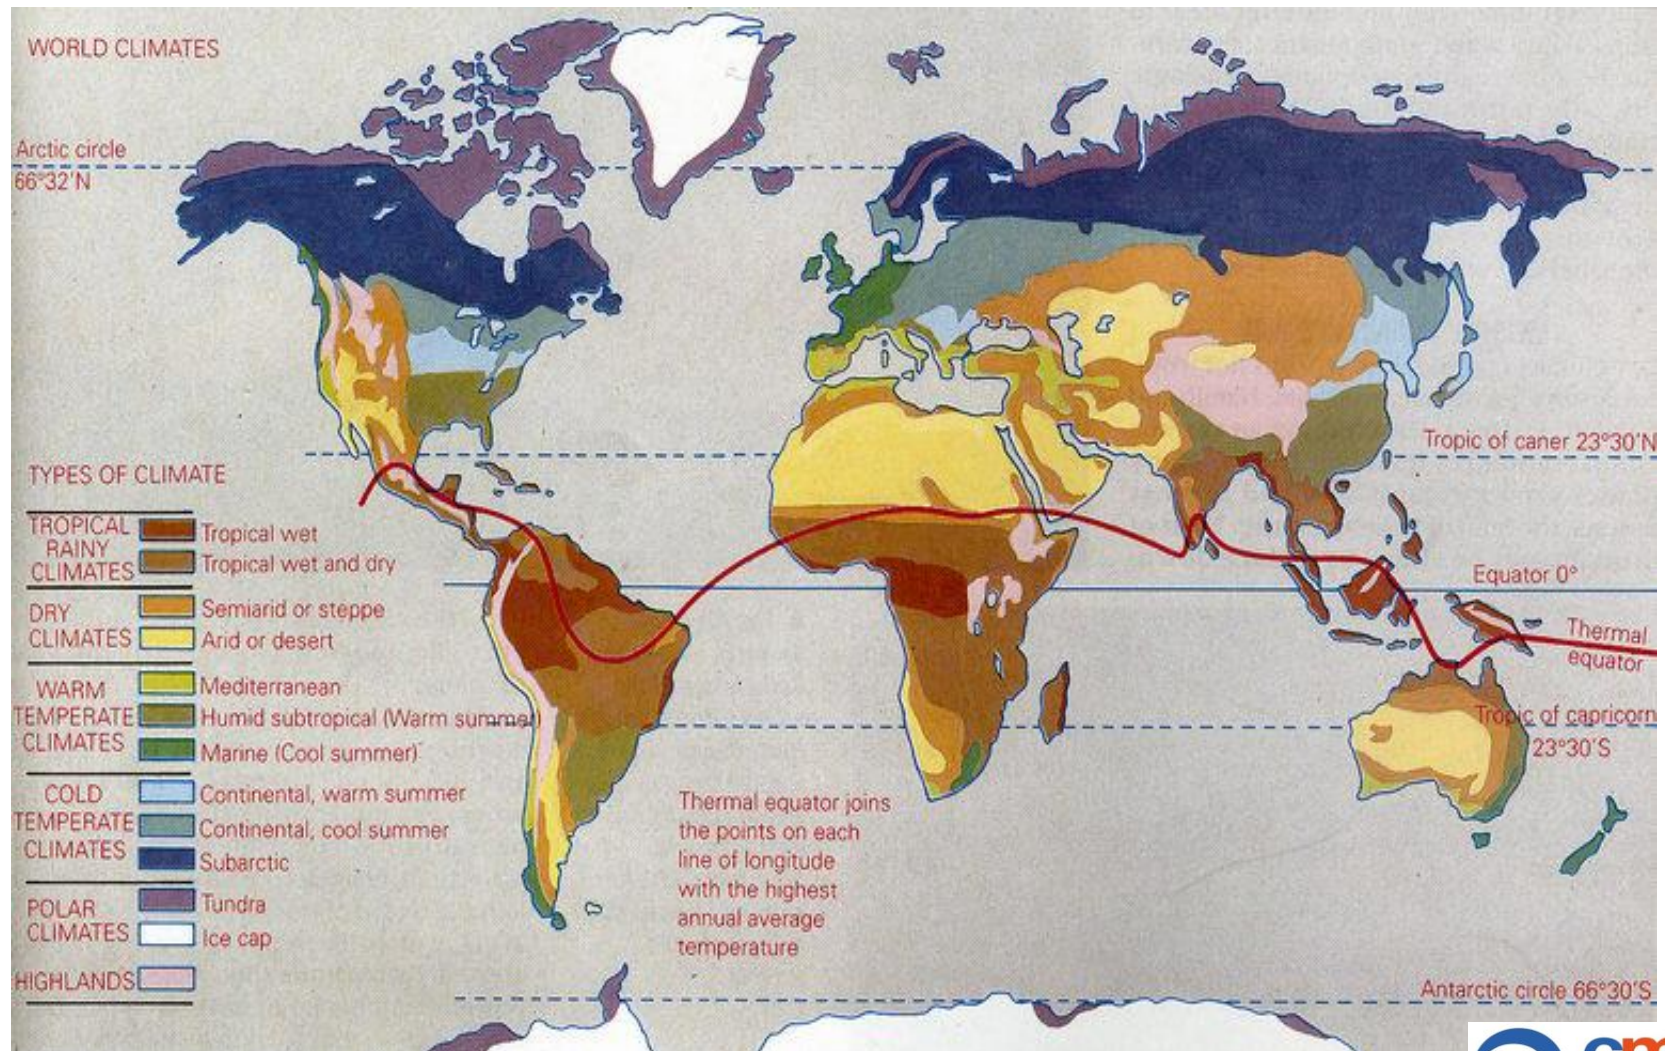 WORLD CLIMATES
Arctic circle
66°32'N
Tropic of caner 23°30'N
TYPES OF CLIMATE
TROPICAL
RAINY
CLIMATES
Tropical wet
Tropical wet and dry
DRY
CLIMATES
Semiarid or steppe
Arid or desert
WARM
TEMPERATE
CLIMATES
Mediterranean
Humid subtropical (Warm summer)
Marine (Cool summer)
COLD
TEMPERATE
CLIMATES
Continental, warm summer
Continental, cool summer
Subarctic
POLAR
CLIMATES
Tundra
Ice cap
HIGHLANDS
Equator 0°
Thermal
equator
Tropic of capricorn
23°30'S
Thermal equator joins
the points on each
line of longitude
with the highest
annual average
temperature
Antarctic circle 66°30'S